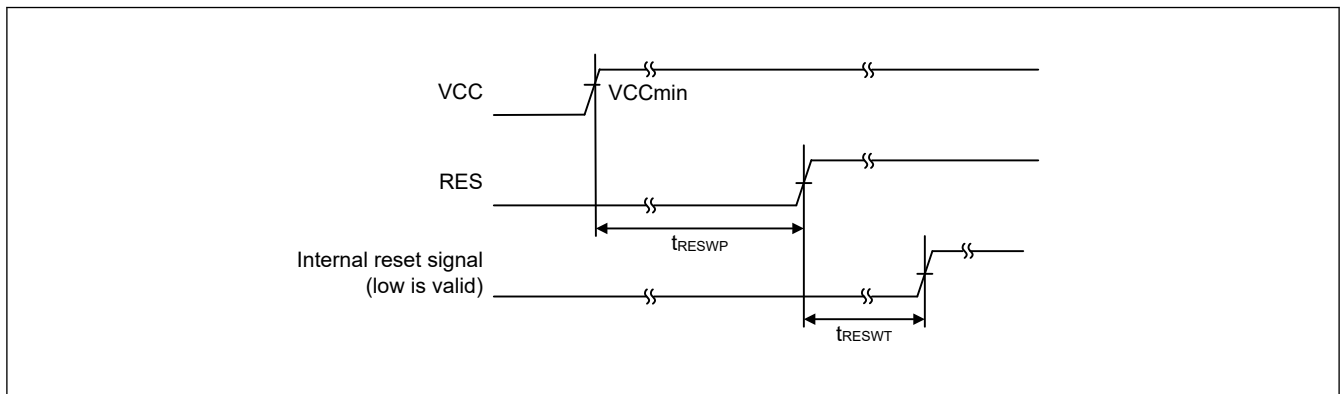 VCC
VCCmin
RES
tRESWP
Internal reset signal
(low is valid)
tRESWT